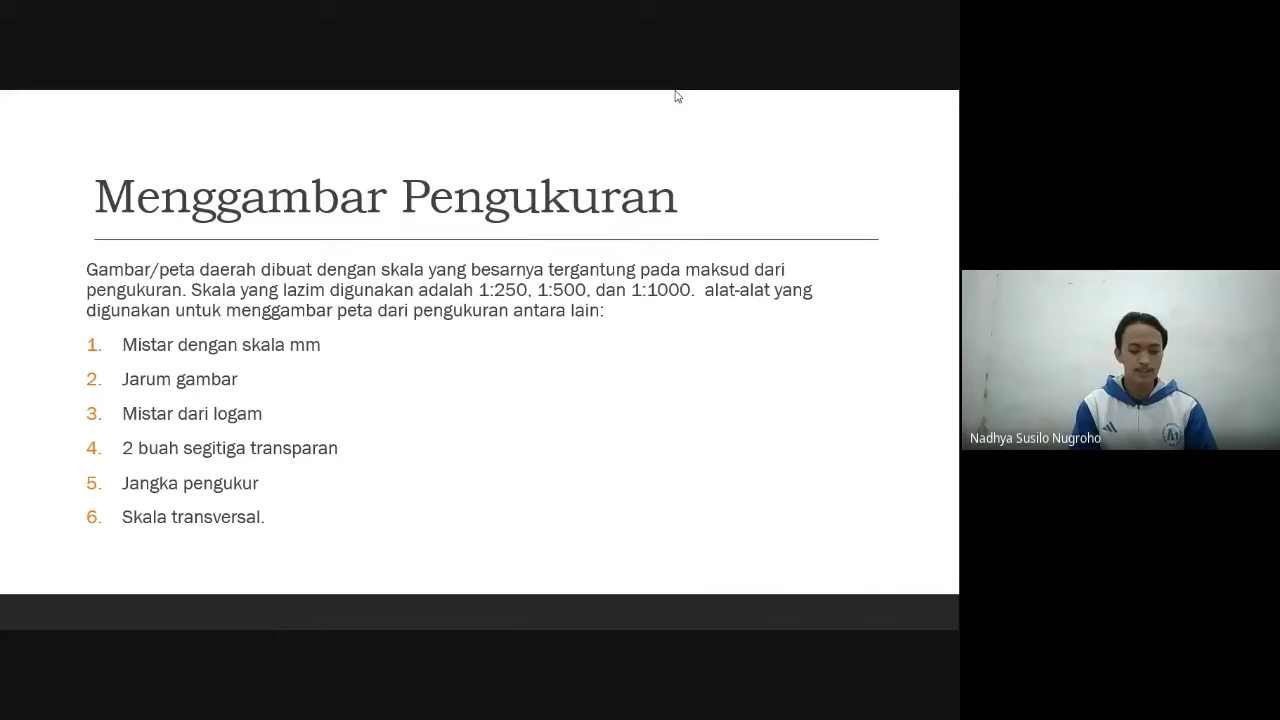 Menggambar Pengukuran
Gambar/peta daerah dibuat dengan skala yang besarnya tergantung pada maksud dari
pengukuran. Skala yang lazim digunakan adalah 1:250, 1:500, dan 1:1000.  alat-alat yang
digunakan untuk menggambar peta dari pengukuran antara lain:
1. Mistar dengan skala mm
2. Jarum gambar
3. Mistar dari logam
4. 2 buah segitiga transparan
5. Jangka pengukur
6. Skala transversal.
Nadhya Susilo Nugroho